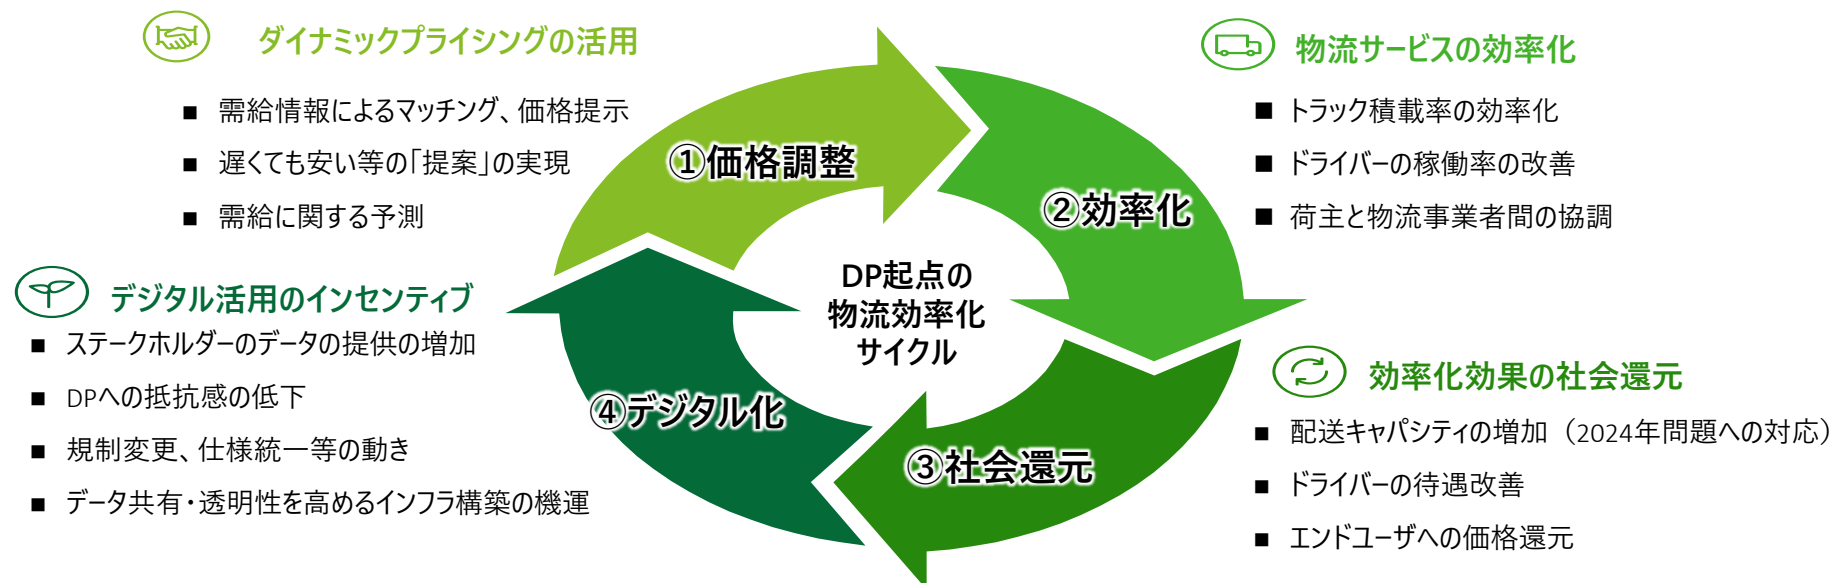 ダイナミックプライシングの活用
■ 需給情報によるマッチング、価格提示
■ 遅くても安い等の「提案」の実現
■ 需給に関する予測
物流サービスの効率化
■ トラック積載率の効率化
■ ドライバーの稼働率の改善
■ 荷主と物流事業者間の協調
①価格調整
②効率化
DP起点の
物流効率化
サイクル
④デジタル化
③社会還元
デジタル活用のインセンティブ
■ ステークホルダーのデータの提供の増加
■ DPへの抵抗感の低下
■ 規制変更、仕様統一等の動き
■ データ共有・透明性を高めるインフラ構築の機運
効率化効果の社会還元
■ 配送キャパシティの増加（2024年問題への対応）
■ ドライバーの待遇改善
■ エンドユーザへの価格還元